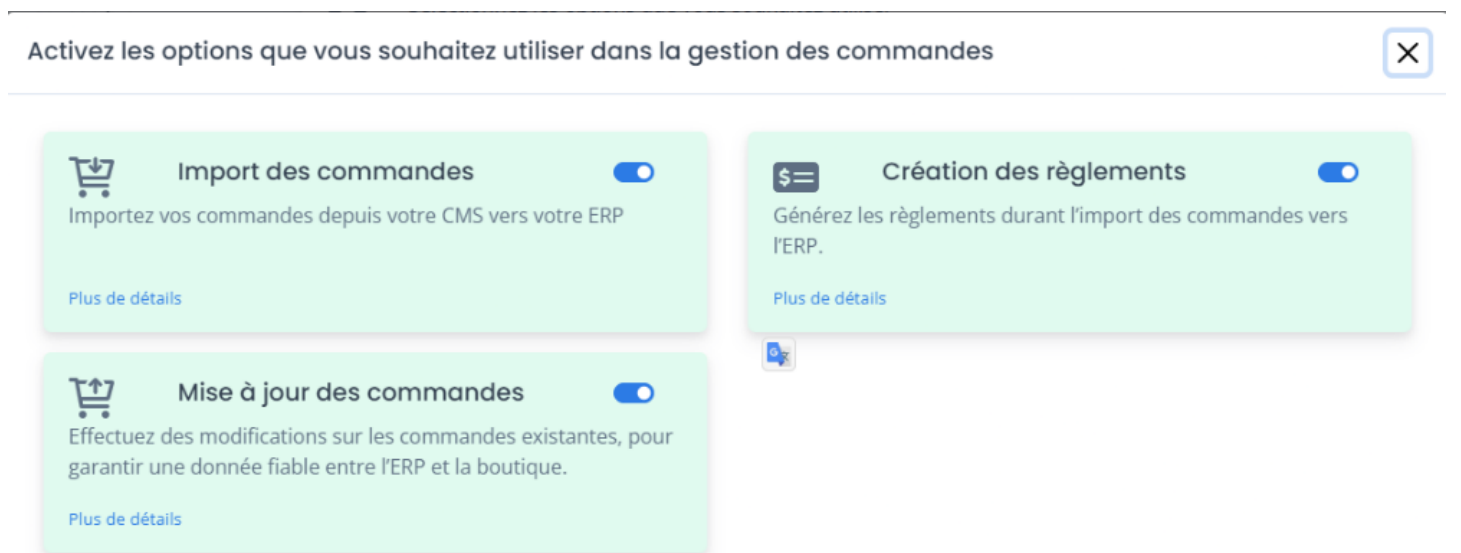 Activez les options que vous souhaitez utiliser dans la gestion des commandes
Import des commandes
Importez vos commandes depuis votre CMS vers votre ERP
Plus de détails
Création des règlements
Générez les règlements durant l'import des commandes vers
l'ERP.
Plus de détails
Mise à jour des commandes
Effectuez des modifications sur les commandes existantes, pour
garantir une donnée fiable entre l'ERP et la boutique.
Plus de détails